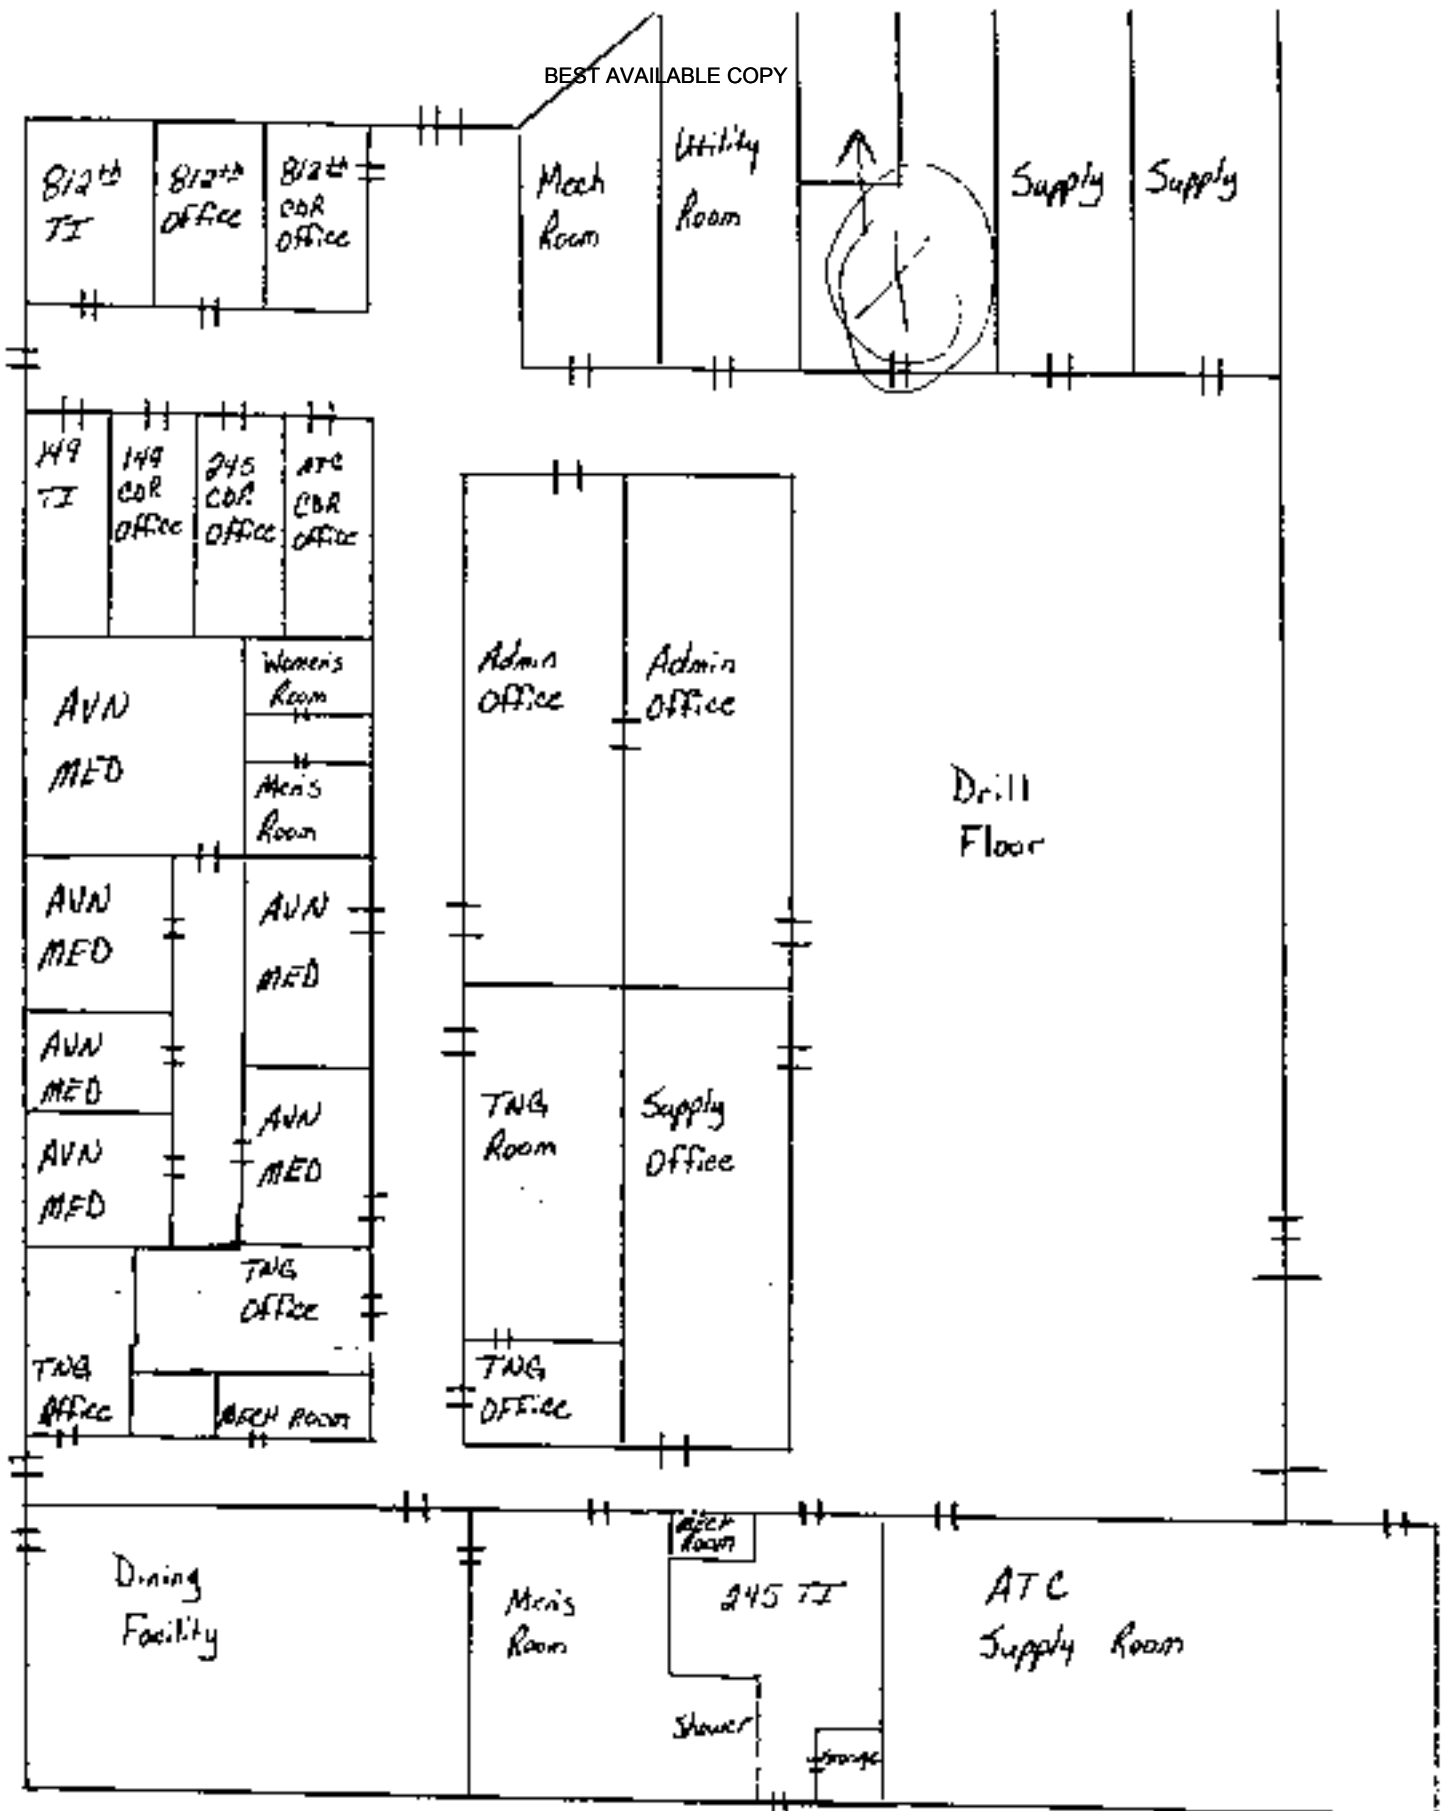 BEST AVAILABLE COPY
812th
TI
812th
Office
812th
CDR
Office
Mech
Room
Utility
Room
Supply
Supply
149
TI
149
CDR
Office
245
CDR
Office
ATC
CDR
Office
Women's
Room
AVN
MED
Men's
Room
Admin
Office
Admin
Office
Drill
Floor
AVN
MED
AVN
MED
AVN
MED
AVN
MED
AVN
MED
TNG
Room
Supply
Office
TNG
Office
TNG
Office
MECH ROOM
TNG
OFFice
Dining
Facility
Men's
Room
MECH
Room
245 TI
Shower
Storage
ATC
Supply Room